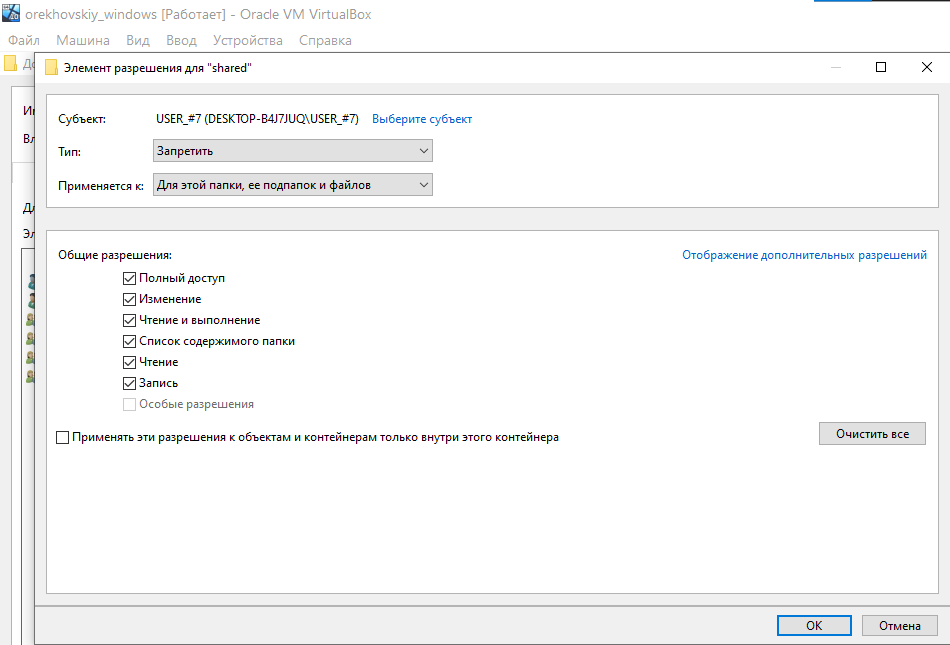 orekhovskiy_windows [Работает] - Oracle VM VirtualBox
Файл Машина Вид Ввод Устройства Справка
Элемент разрешения для "shared"
Субъект: USER_#7 (DESKTOP-B4J7JUQ\USER_#7) Выберите субъект
Тип: Запретить
Применяется к: Для этой папки, ее подпапок и файлов
Общие разрешения: Отображение дополнительных разрешений
Полный доступ
Изменение
Чтение и выполнение
Список содержимого папки
Чтение
Запись
Особые разрешения
Применять эти разрешения к объектам и контейнерам только внутри этого контейнера
Очистить все
OK Отмена